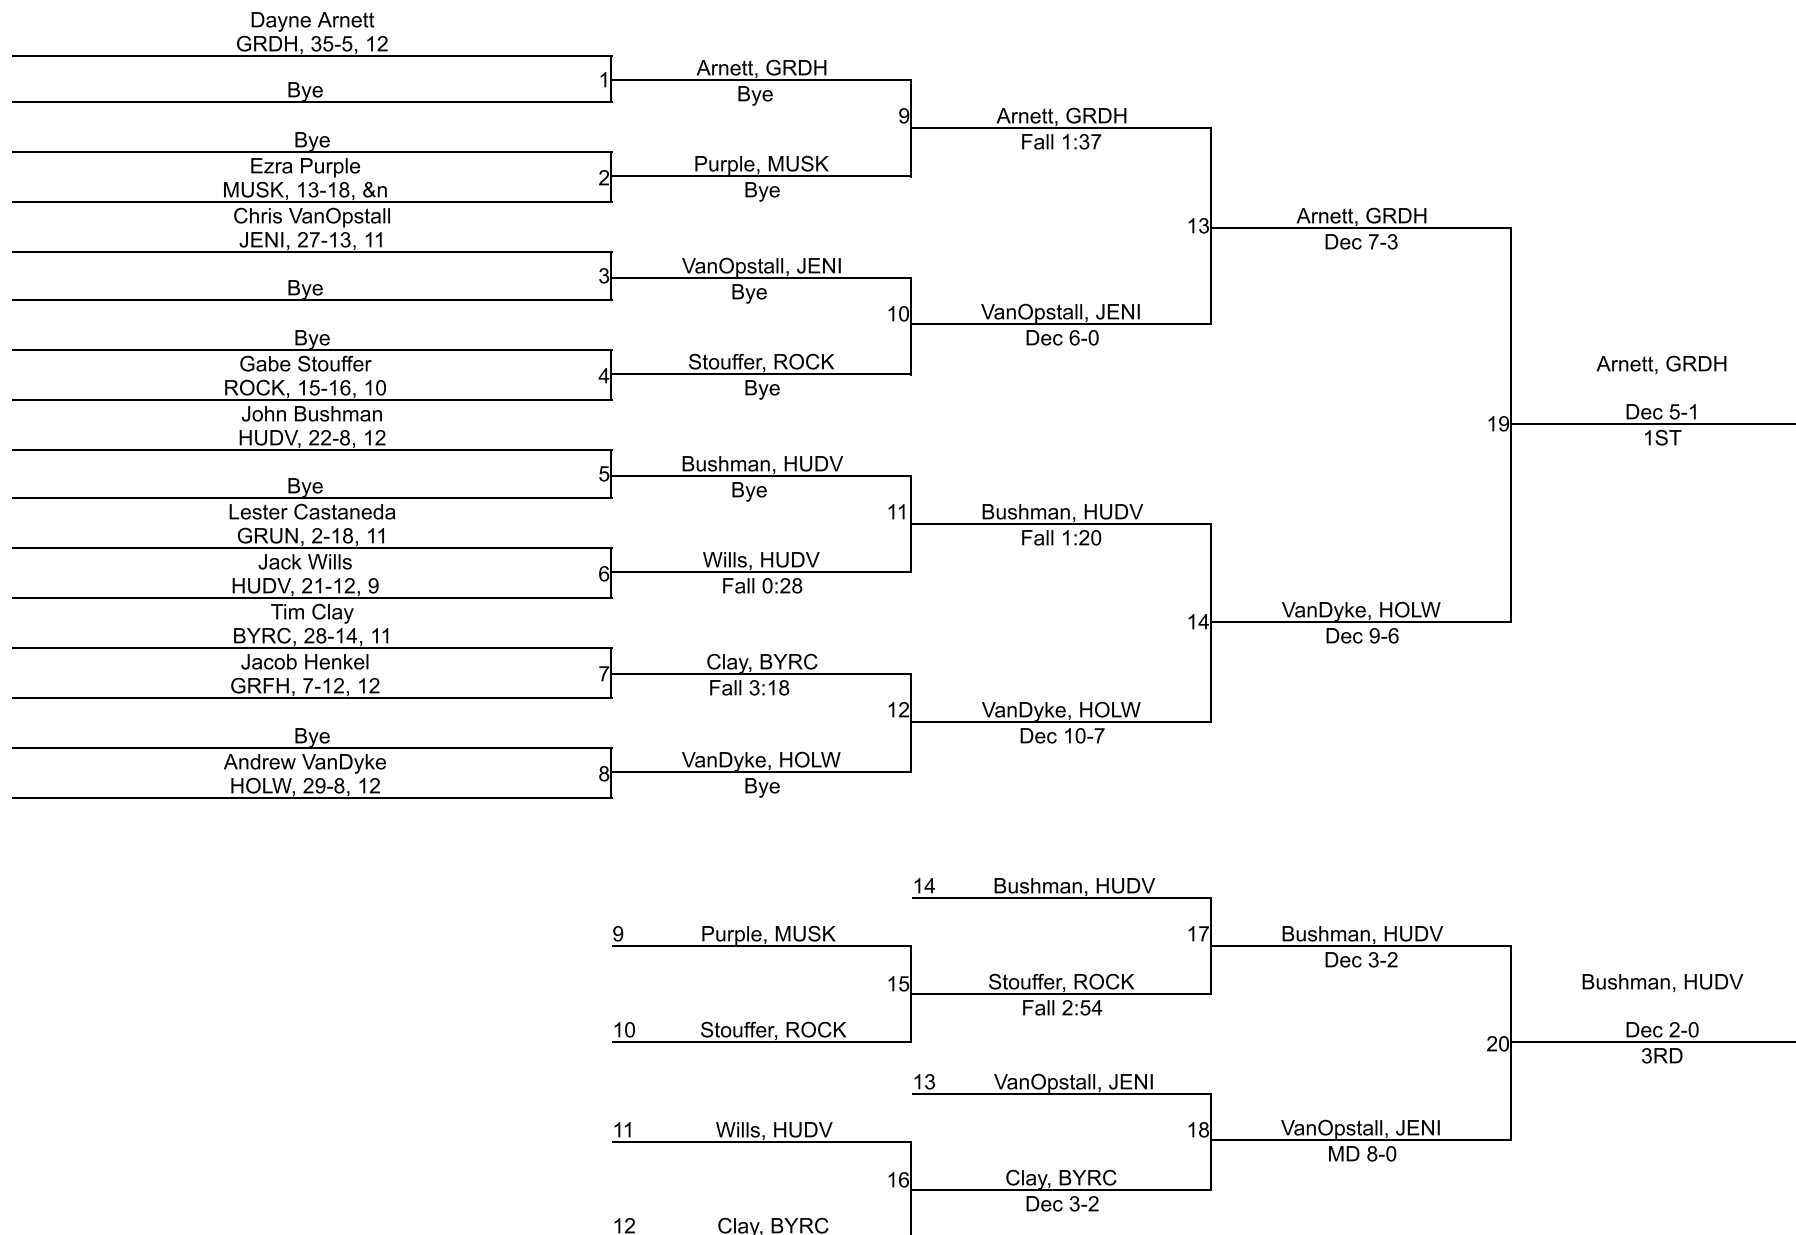 Dayne Arnett
GRDH, 35-5, 12
Bye
1
Arnett, GRDH
Bye
Bye
Ezra Purple
MUSK, 13-18, &n
2
Purple, MUSK
Bye
9
Arnett, GRDH
Fall 1:37
Chris VanOpstall
JENI, 27-13, 11
Bye
3
VanOpstall, JENI
Bye
Bye
Gabe Stouffer
ROCK, 15-16, 10
4
Stouffer, ROCK
Bye
10
VanOpstall, JENI
Dec 6-0
13
Arnett, GRDH
Dec 7-3
John Bushman
HUDV, 22-8, 12
Bye
5
Bushman, HUDV
Bye
Lester Castaneda
GRUN, 2-18, 11
Jack Wills
HUDV, 21-12, 9
6
Wills, HUDV
Fall 0:28
11
Bushman, HUDV
Fall 1:20
Tim Clay
BYRC, 28-14, 11
Jacob Henkel
GRFH, 7-12, 12
7
Clay, BYRC
Fall 3:18
Bye
Andrew VanDyke
HOLW, 29-8, 12
8
VanDyke, HOLW
Bye
12
VanDyke, HOLW
Dec 10-7
14
VanDyke, HOLW
Dec 9-6
19
Arnett, GRDH
Dec 5-1
1ST
14
Bushman, HUDV
9
Purple, MUSK
10
Stouffer, ROCK
15
Stouffer, ROCK
Fall 2:54
17
Bushman, HUDV
Dec 3-2
13
VanOpstall, JENI
11
Wills, HUDV
12
Clay, BYRC
16
Clay, BYRC
Dec 3-2
18
VanOpstall, JENI
MD 8-0
20
Bushman, HUDV
Dec 2-0
3RD